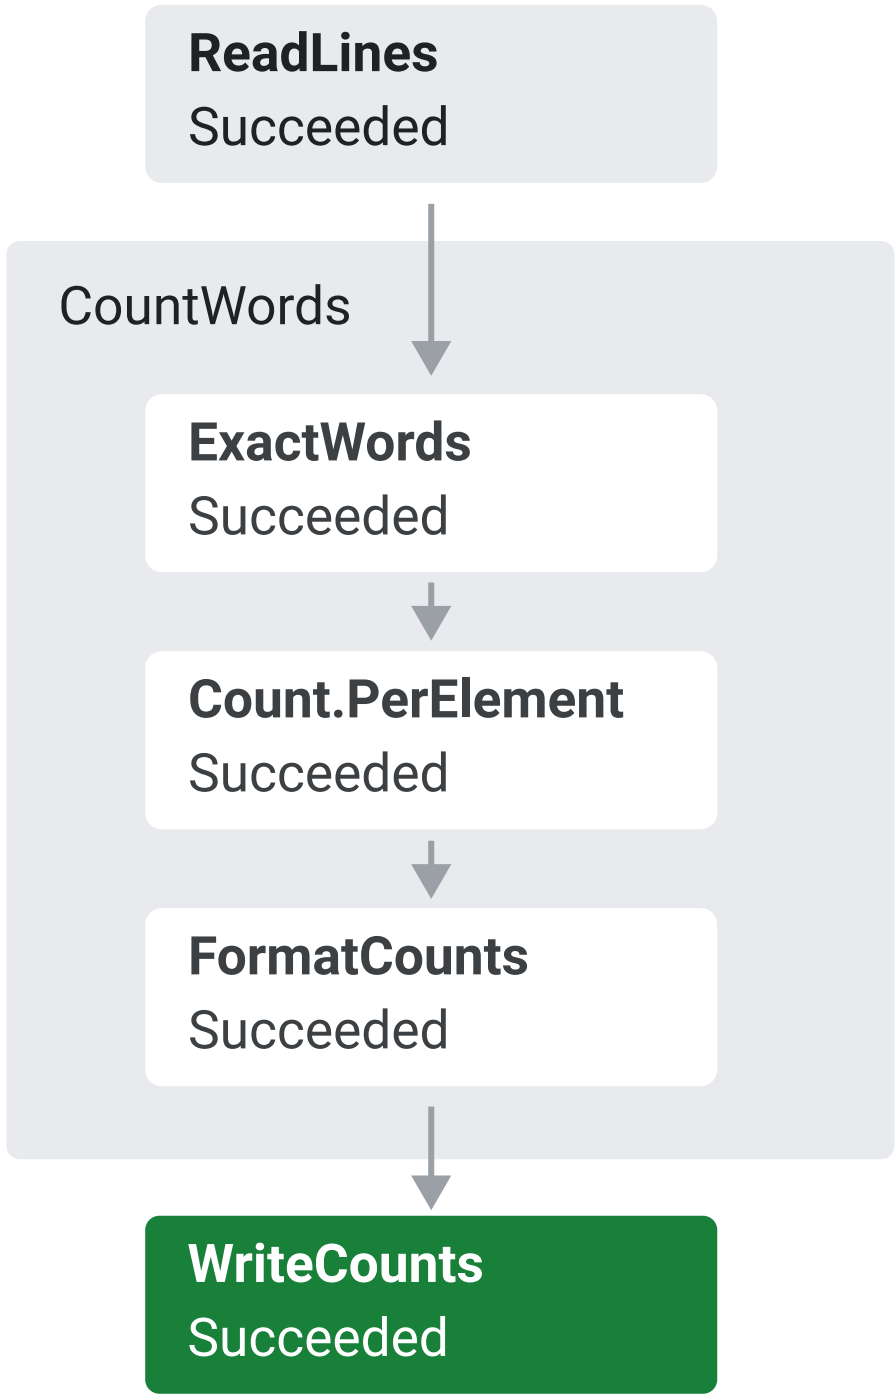 ReadLines
Succeeded
CountWords
ExactWords
Succeeded
Count.PerElement
Succeeded
FormatCounts
Succeeded
WriteCounts
Succeeded